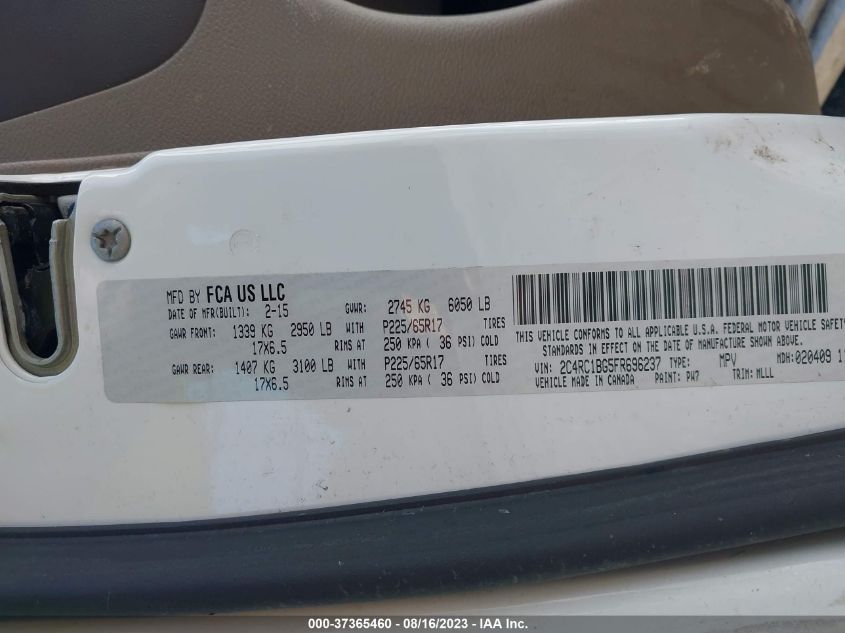 MFD BY FCA US LLC
DATE OF MFR(BUILT): 2-15 GVWR: 2745 KG 6050 LB
GAWR FRONT: 1339 KG 2950 LB WITH P225/65R17 TIRES
17X6.5 RIMS AT 250 KPA ( 36 PSI) COLD
GAWR REAR: 1407 KG 3100 LB WITH P225/65R17 TIRES
17X6.5 RIMS AT 250 KPA ( 36 PSI) COLD
THIS VEHICLE CONFORMS TO ALL APPLICABLE U.S.A. FEDERAL MOTOR VEHICLE SAFETY
STANDARDS IN EFFECT ON THE DATE OF MANUFACTURE SHOWN ABOVE.
VIN: 2C4RC1BG5FR696237 TYPE: MPV MDH:020409
VEHICLE MADE IN CANADA PAINT: PW7 TRIM: MLLL
000-37365460 - 08/16/2023 - IAA Inc.